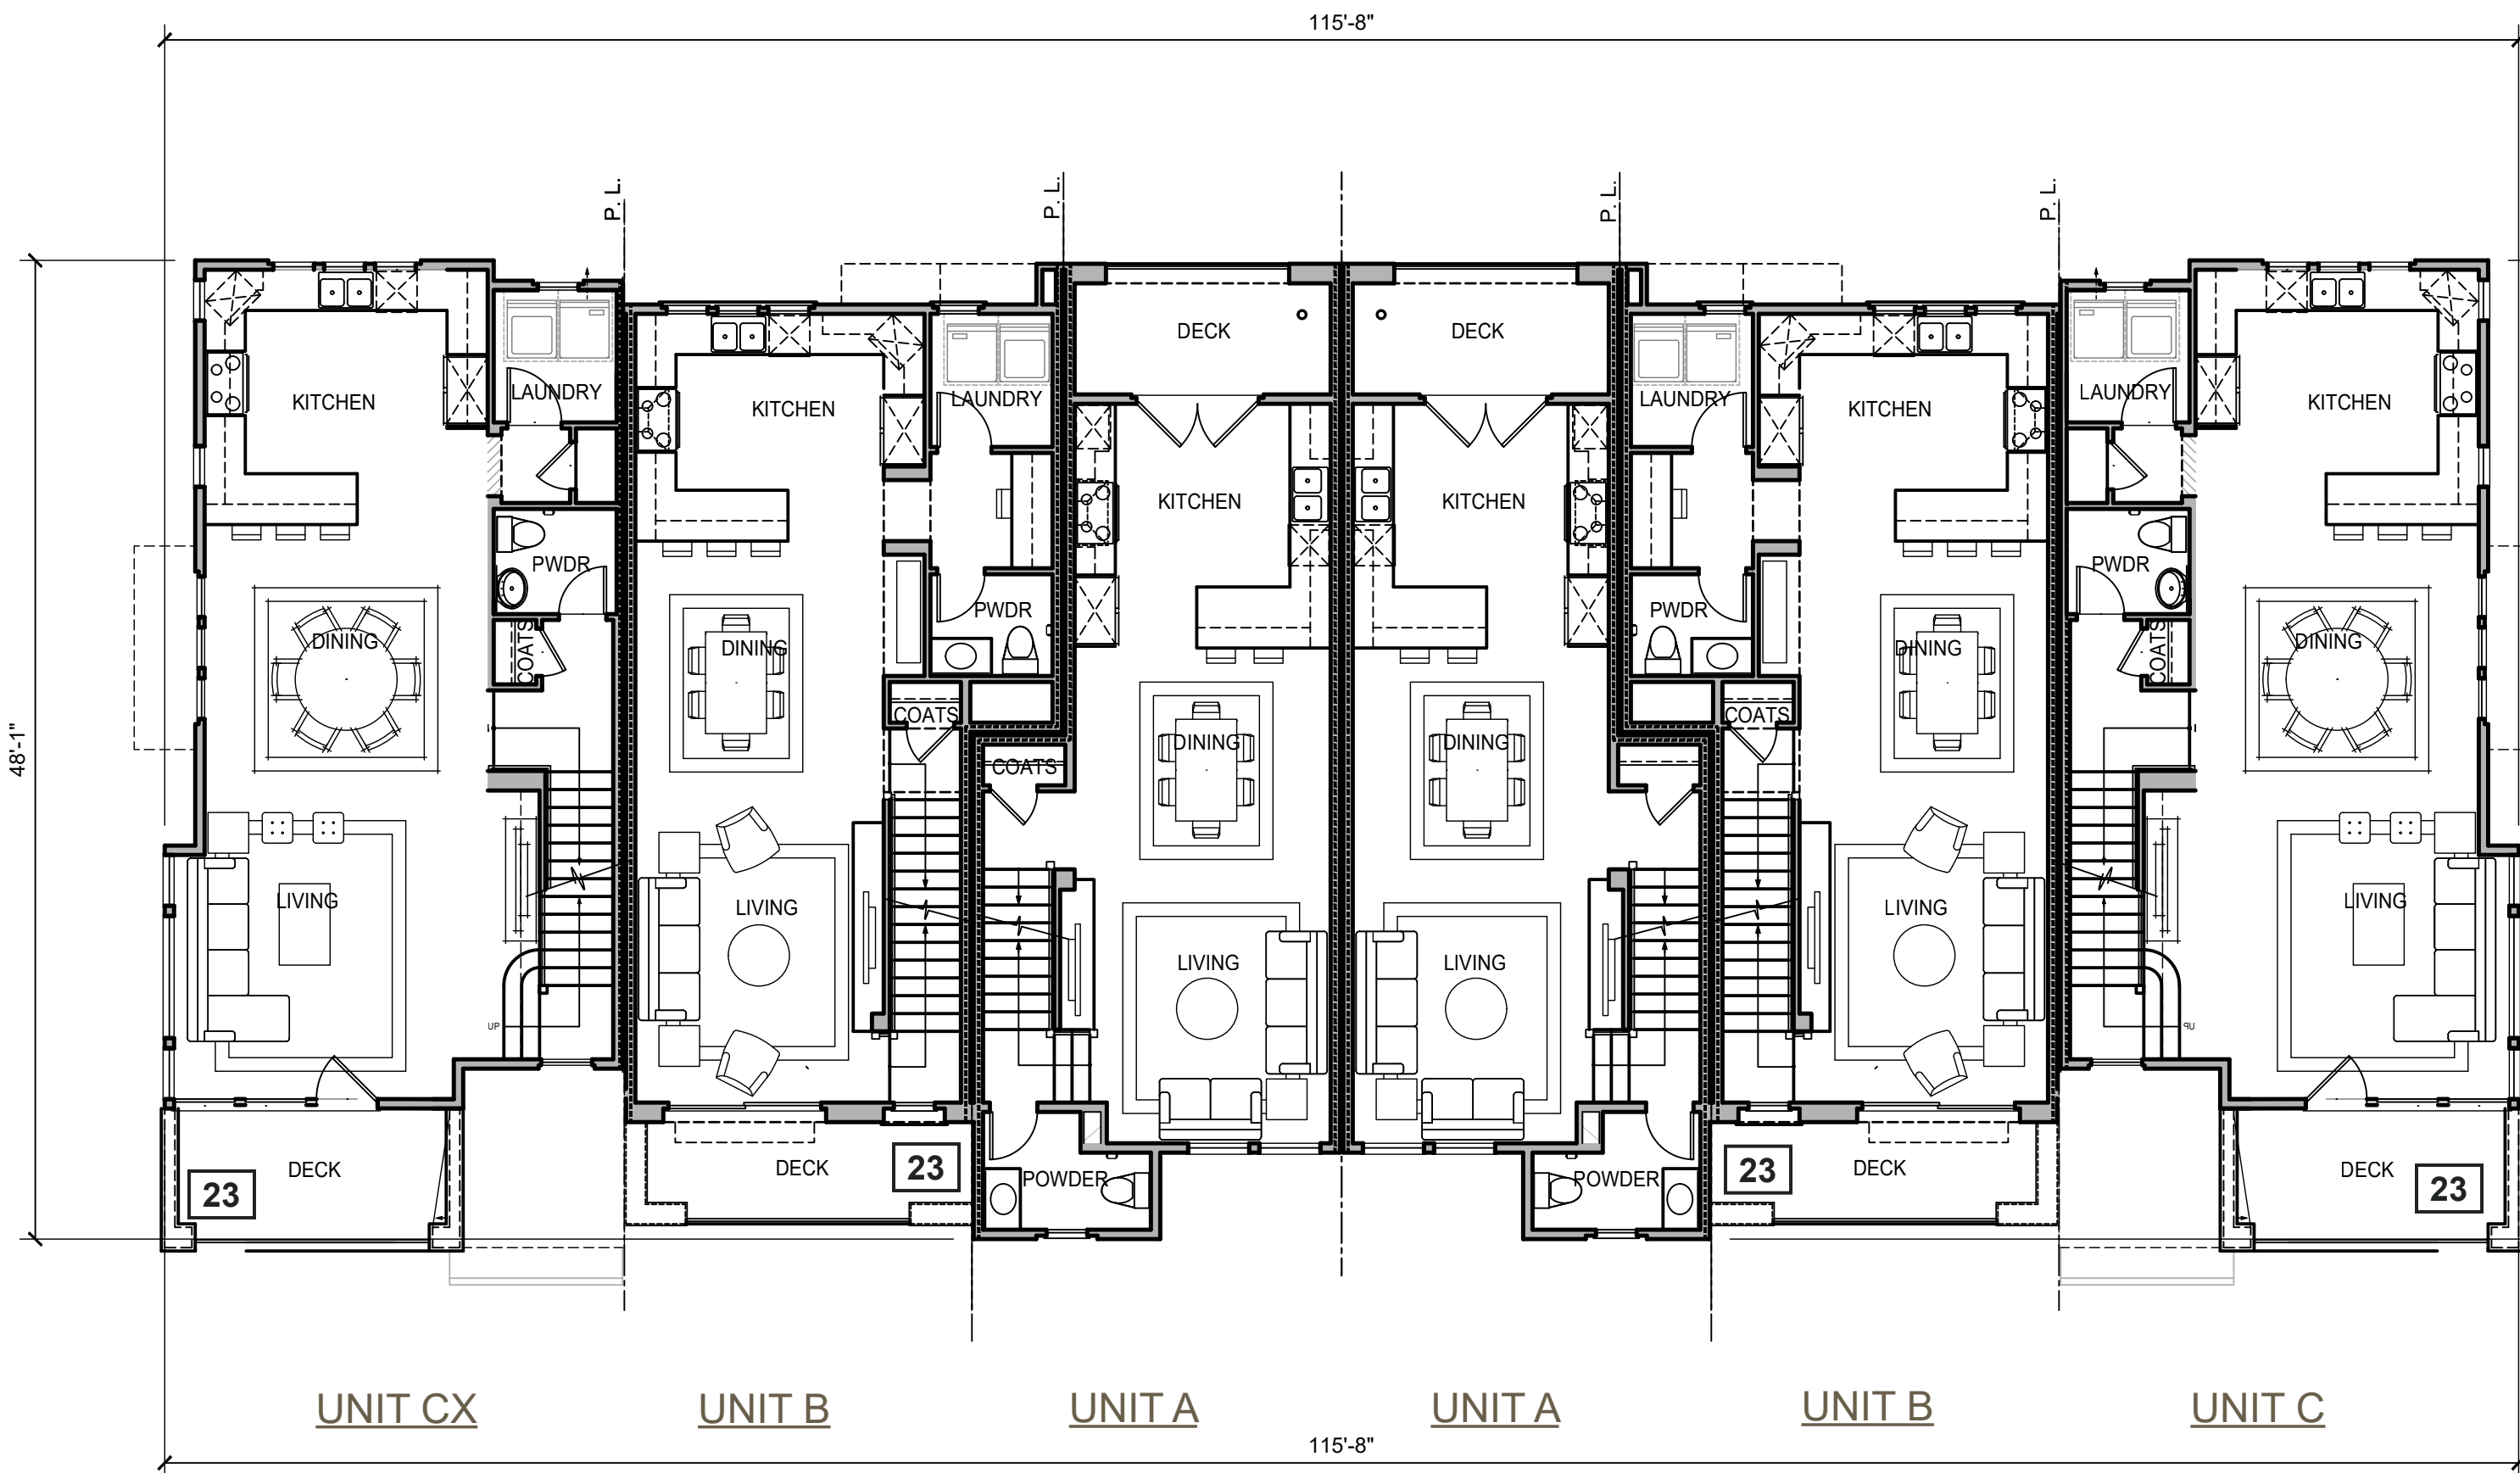 115'-8"
P. L.
P. L.
P. L.
P. L.
DECK
DECK
KITCHEN
LAUNDRY
KITCHEN
LAUNDRY
LAUNDRY
KITCHEN
LAUNDRY
KITCHEN
KITCHEN
KITCHEN
PWDR
PWDR
PWDR
PWDR
COATS
DINING
DINING
DINING
COATS
DINING
48'-1"
COATS
DINING
DINING
COATS
COATS
LIVING
LIVING
LIVING
LIVING
LIVING
LIVING
UP
UP
DECK
23
DECK
23
POWDER
POWDER
23
DECK
DECK
23
UNIT CX
UNIT B
UNIT A
UNIT A
UNIT B
UNIT C
115'-8"